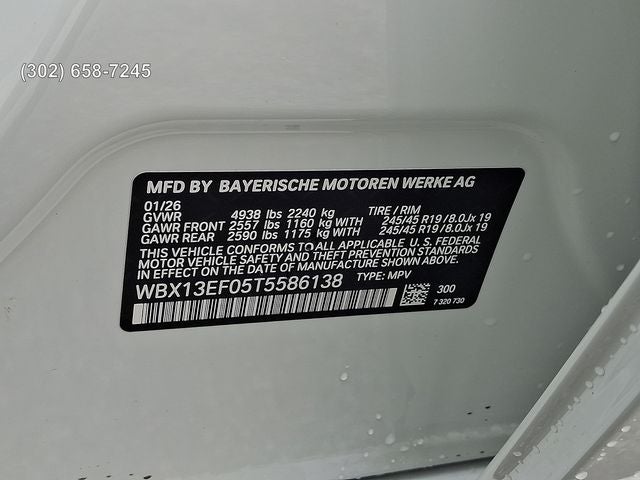 (302) 658-7245
MFD BY BAYERISCHE MOTOREN WERKE AG
01/26 TIRE / RIM
GVWR 4938 lbs 2240 kg
GAWR FRONT 2557 lbs 1160 kg WITH 245/45 R19 / 8.0Jx 19
GAWR REAR 2590 lbs 1175 kg WITH 245/45 R19 / 8.0Jx 19
THIS VEHICLE CONFORMS TO ALL APPLICABLE U.S. FEDERAL
MOTOR VEHICLE SAFETY AND THEFT PREVENTION STANDARDS
IN EFFECT ON THE DATE OF MANUFACTURE SHOWN ABOVE.
WBX13EF05T5586138 TYPE: MPV
300
7 320 730